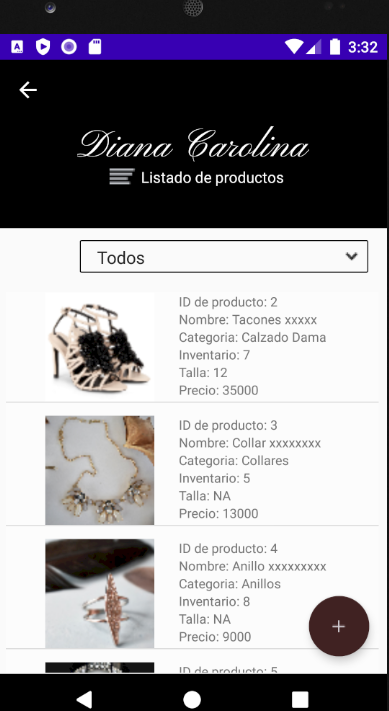 3:32
Diana Carolina
Listado de productos
Todos
ID de producto: 2
Nombre: Tacones xxxxx
Categoria: Calzado Dama
Inventario: 7
Talla: 12
Precio: 35000
ID de producto: 3
Nombre: Collar xxxxxxxx
Categoria: Collares
Inventario: 5
Talla: NA
Precio: 13000
ID de producto: 4
Nombre: Anillo xxxxxxxxx
Categoria: Anillos
Inventario: 8
Talla: NA
Precio: 9000
ID de producto: 5